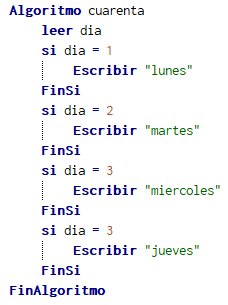 Algoritmo cuarenta
leer dia
si dia = 1
Escribir "lunes"
FinSi
si dia = 2
Escribir "martes"
FinSi
si dia = 3
Escribir "miercoles"
FinSi
si dia = 3
Escribir "jueves"
FinSi
FinAlgoritmo